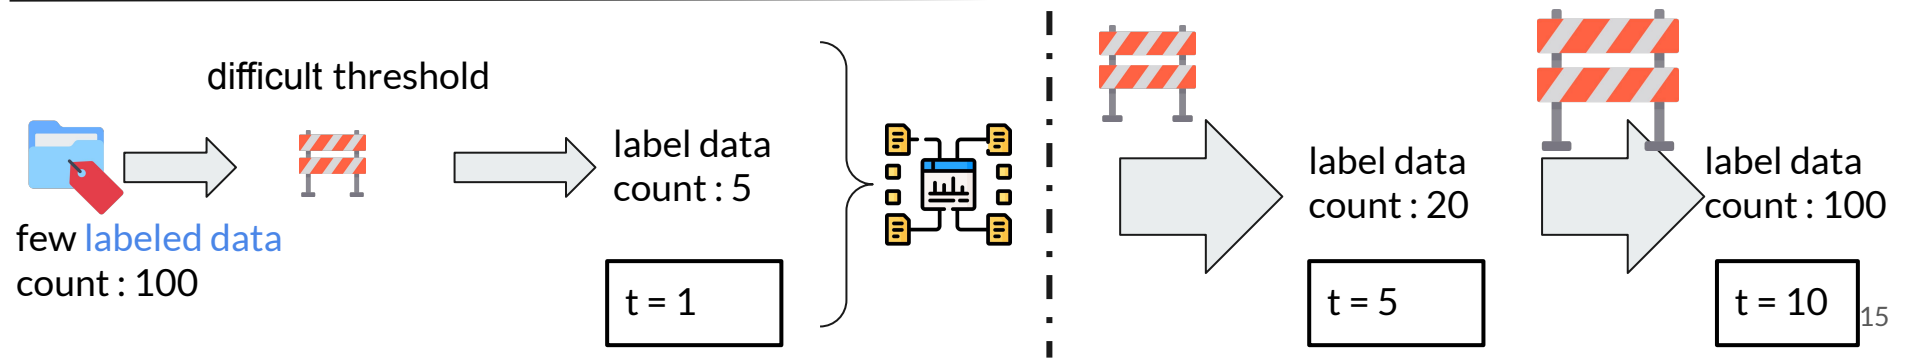 difficult threshold
few labeled data
count : 100
label data
count : 5
t = 1
label data
count : 20
t = 5
label data
count : 100
t = 10
15